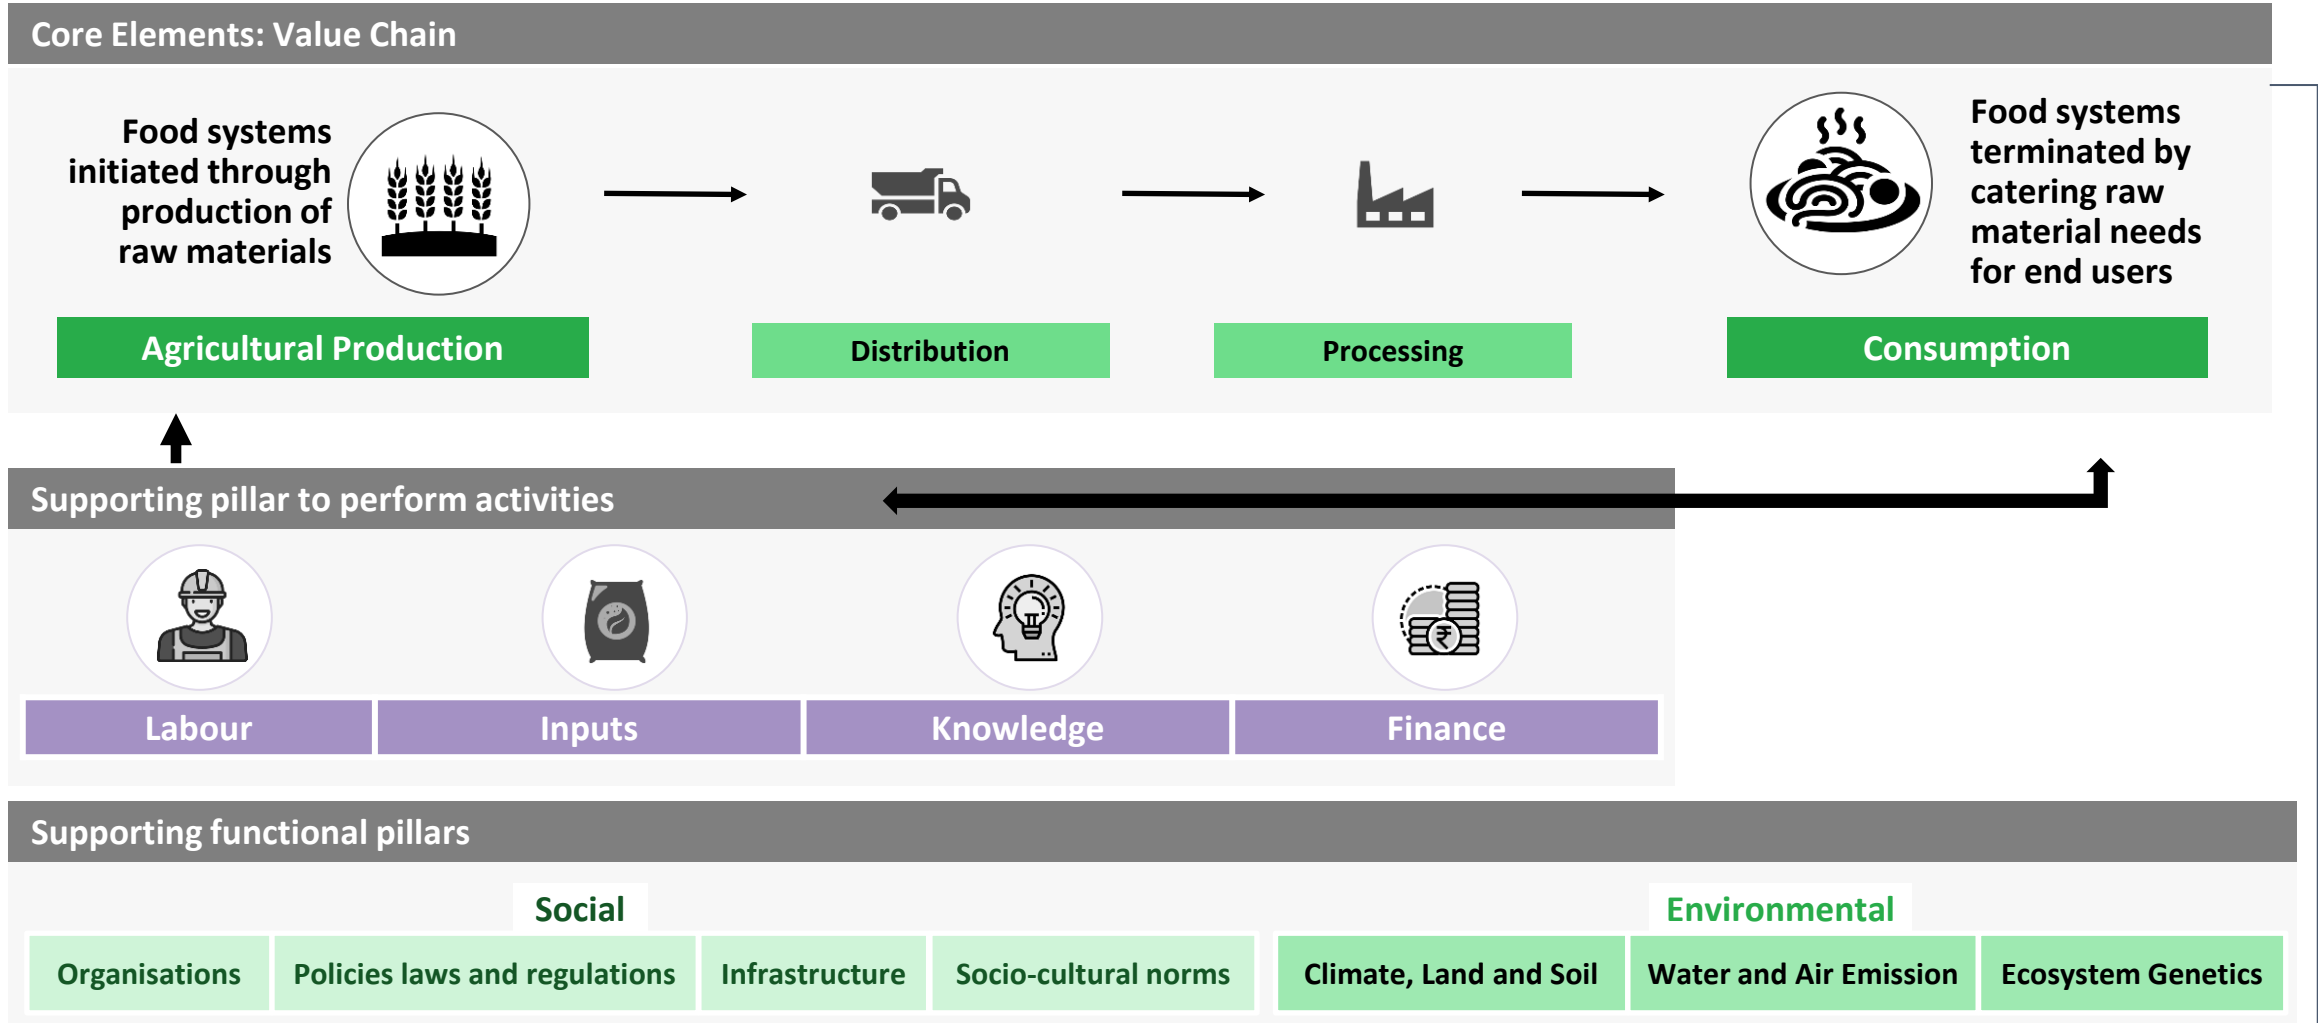 Core Elements: Value Chain
Food systems
initiated through
production of
raw materials
Food systems
terminated by
catering raw
material needs
for end users
Agricultural Production
Distribution
Processing
Consumption
Supporting pillar to perform activities
₹
Labour
Inputs
Knowledge
Finance
Supporting functional pillars
Social
Environmental
Organisations
Policies laws and regulations
Infrastructure
Socio-cultural norms
Climate, Land and Soil
Water and Air Emission
Ecosystem Genetics